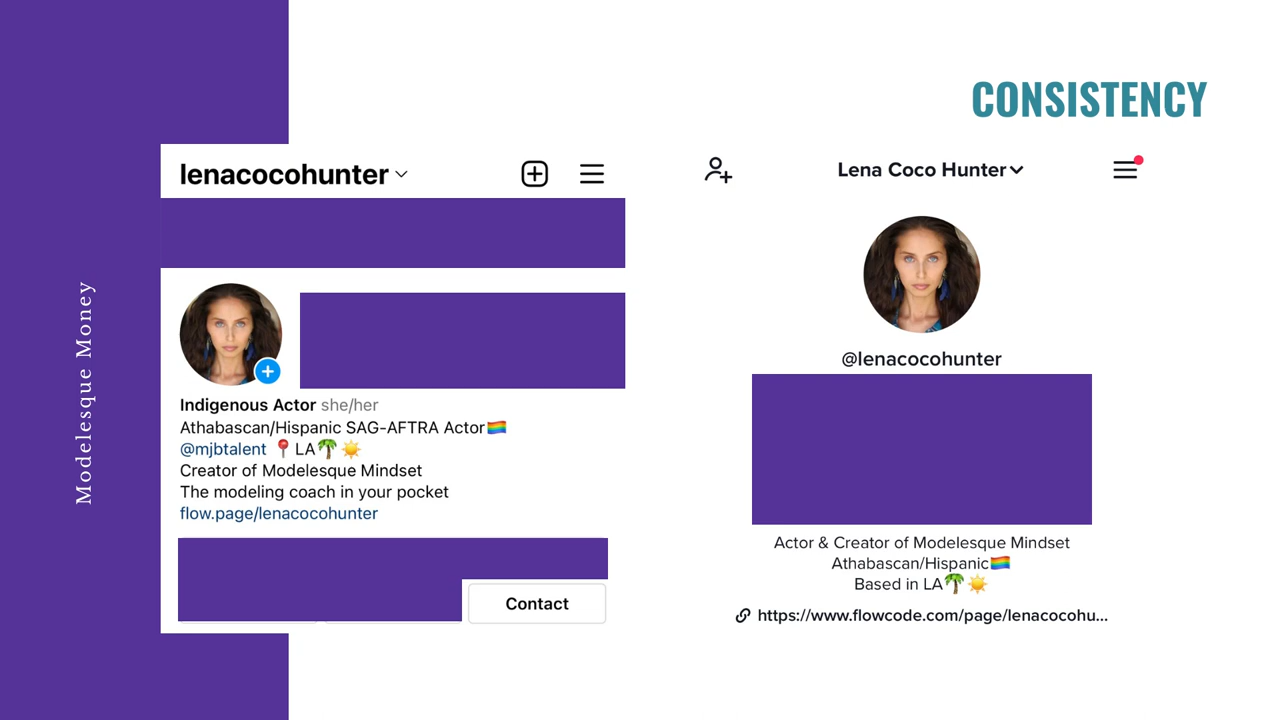 CONSISTENCY
Modelesque Money
lenacocohunter
Indigenous Actor she/her
Athabascan/Hispanic SAG-AFTRA Actor🏳️‍🌈
@mjbtalent 📍LA🌴☀️
Creator of Modelesque Mindset
The modeling coach in your pocket
flow.page/lenacocohunter
Contact
Lena Coco Hunter
@lenacocohunter
Actor & Creator of Modelesque Mindset
Athabascan/Hispanic🏳️‍🌈
Based in LA🌴☀️
https://www.flowcode.com/page/lenacocohu...